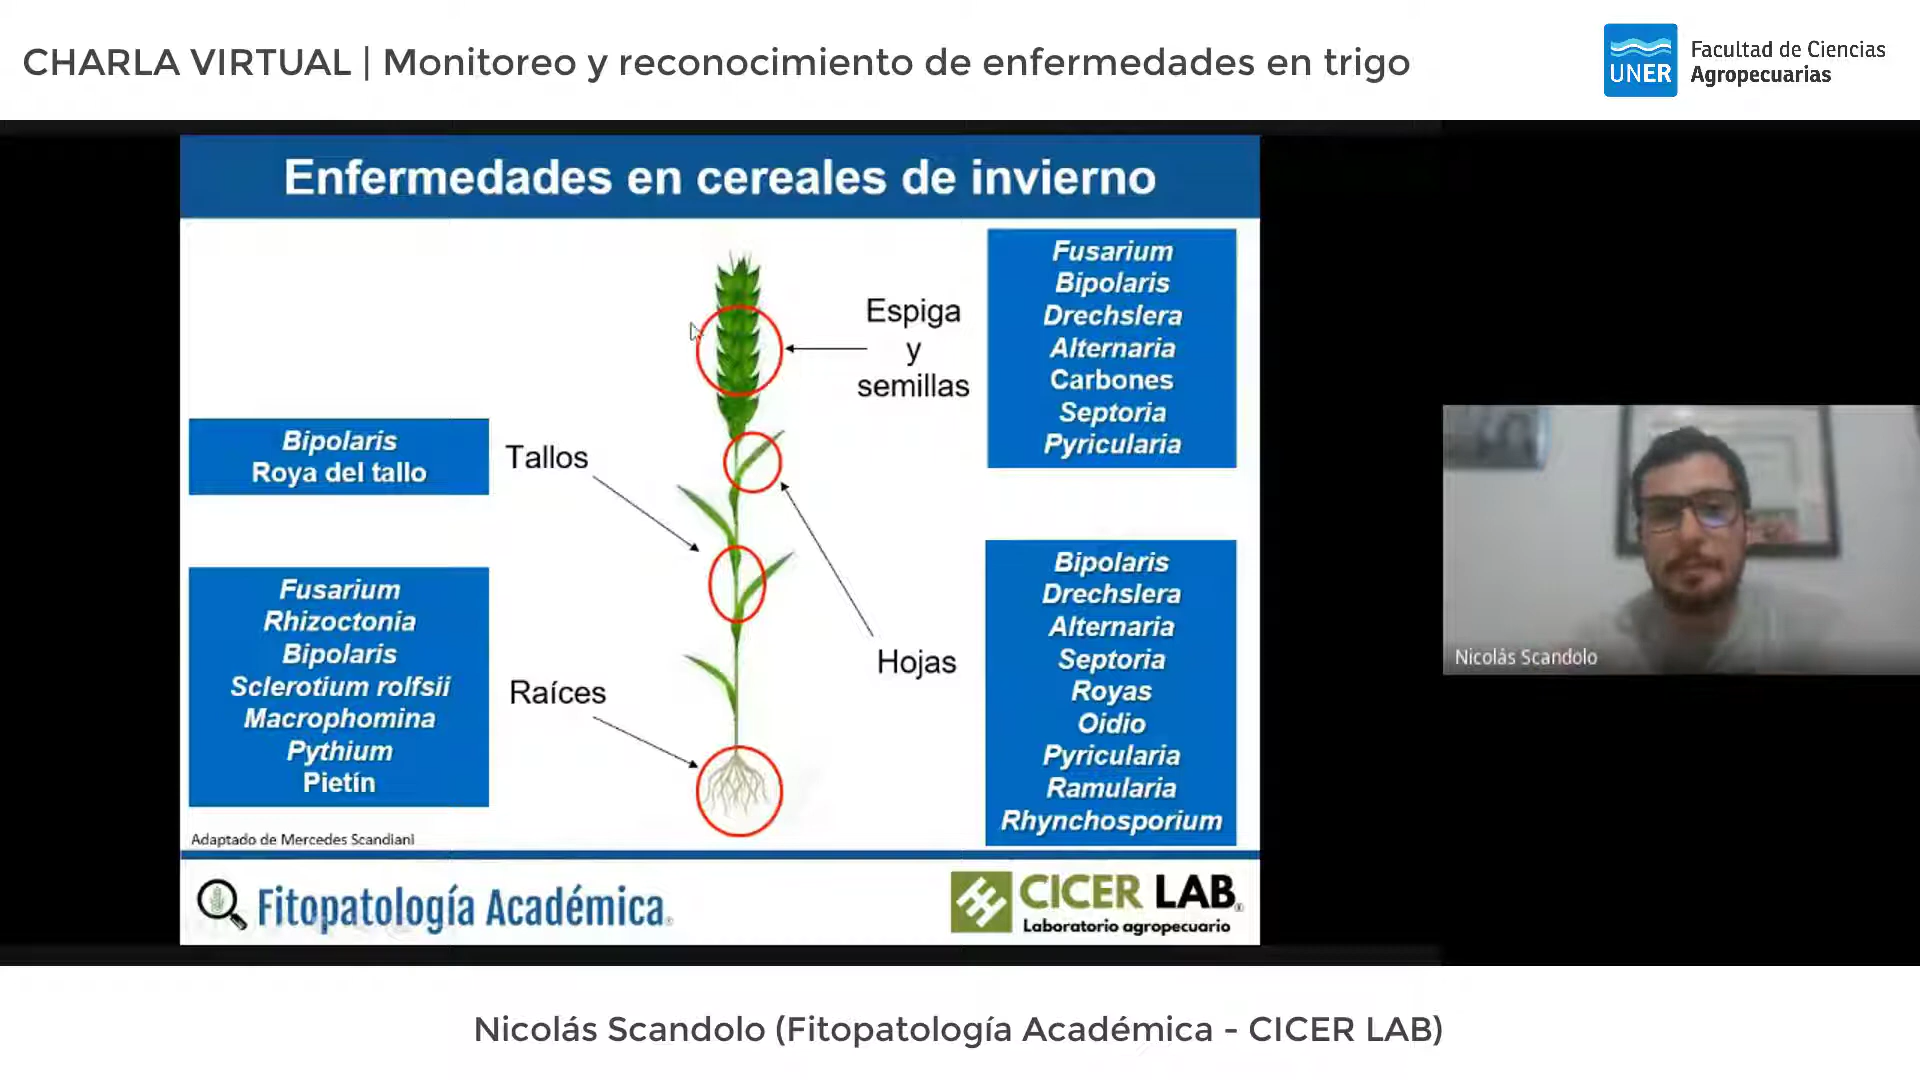 CHARLA VIRTUAL | Monitoreo y reconocimiento de enfermedades en trigo
UNER
Facultad de Ciencias
Agropecuarias
Enfermedades en cereales de invierno
Espiga
y
semillas
Fusarium
Bipolaris
Drechslera
Alternaria
Carbones
Septoria
Pyricularia
Bipolaris
Roya del tallo
Tallos
Fusarium
Rhizoctonia
Bipolaris
Sclerotium rolfsii
Macrophomina
Pythium
Pietín
Raíces
Hojas
Bipolaris
Drechslera
Alternaria
Septoria
Royas
Oidio
Pyricularia
Ramularia
Rhynchosporium
Adaptado de Mercedes Scandiani
Fitopatología Académica®
CICER LAB®
Laboratorio agropecuario
Nicolás Scandolo
Nicolás Scandolo (Fitopatología Académica - CICER LAB)